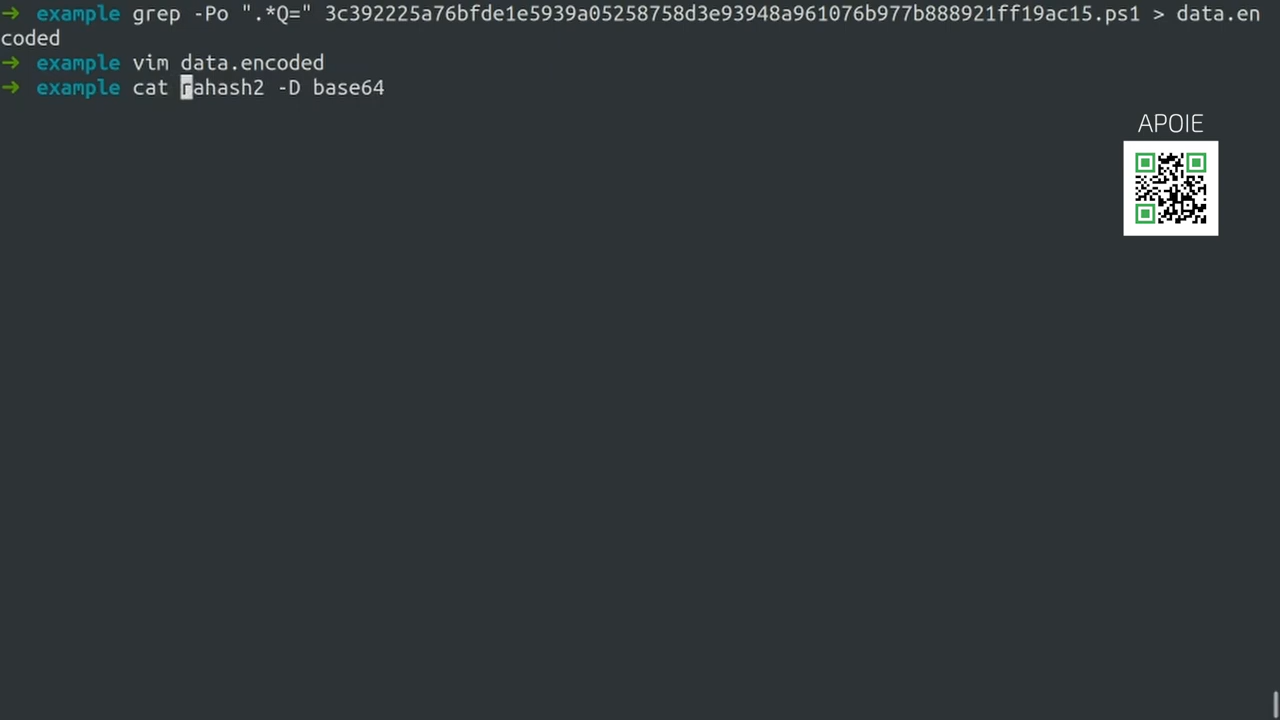 ➜ example grep -Po ".*Q=" 3c392225a76bfde1e5939a05258758d3e93948a961076b977b888921ff19ac15.ps1 > data.en
coded
➜ example vim data.encoded
➜ example cat rahash2 -D base64
APOIE